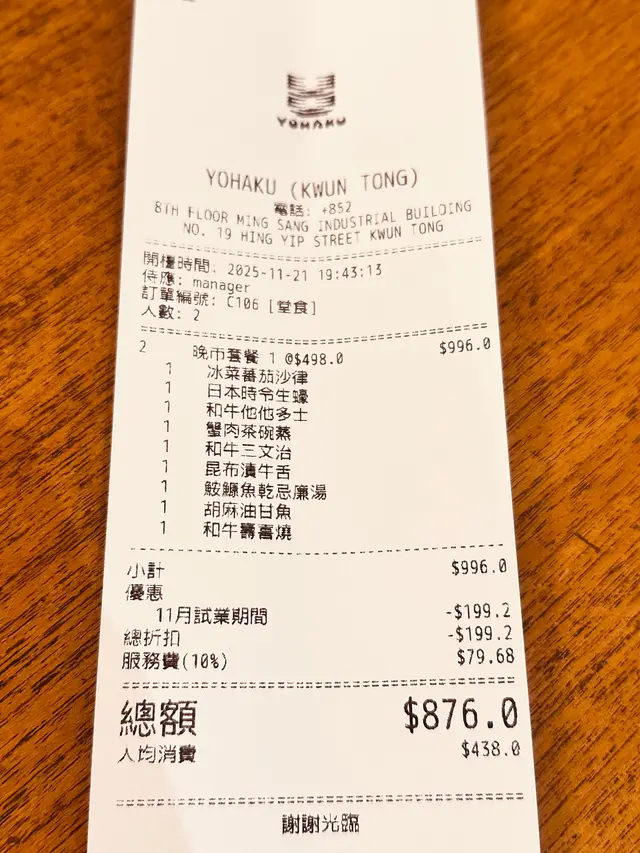 YOHAKU
YOHAKU (KWUN TONG)
電話: +852
8TH FLOOR MING SANG INDUSTRIAL BUILDING
NO. 19 HING YIP STREET KWUN TONG
開檯時間: 2025-11-21 19:43:13
侍應: manager
訂單編號: C106 [堂食]
人數: 2
2 晚市套餐 1 @$498.0 $996.0
1 冰菜蕃茄沙律
1 日本時令生蠔
1 和牛他他多士
1 蟹肉茶碗蒸
1 和牛三文治
1 昆布漬牛舌
1 鮟鱇魚乾忌廉湯
1 胡麻油甘魚
1 和牛壽喜燒
小計 $996.0
優惠
11月試業期間 -$199.2
總折扣 -$199.2
服務費(10%) $79.68
總額 $876.0
人均消費 $438.0
謝謝光臨